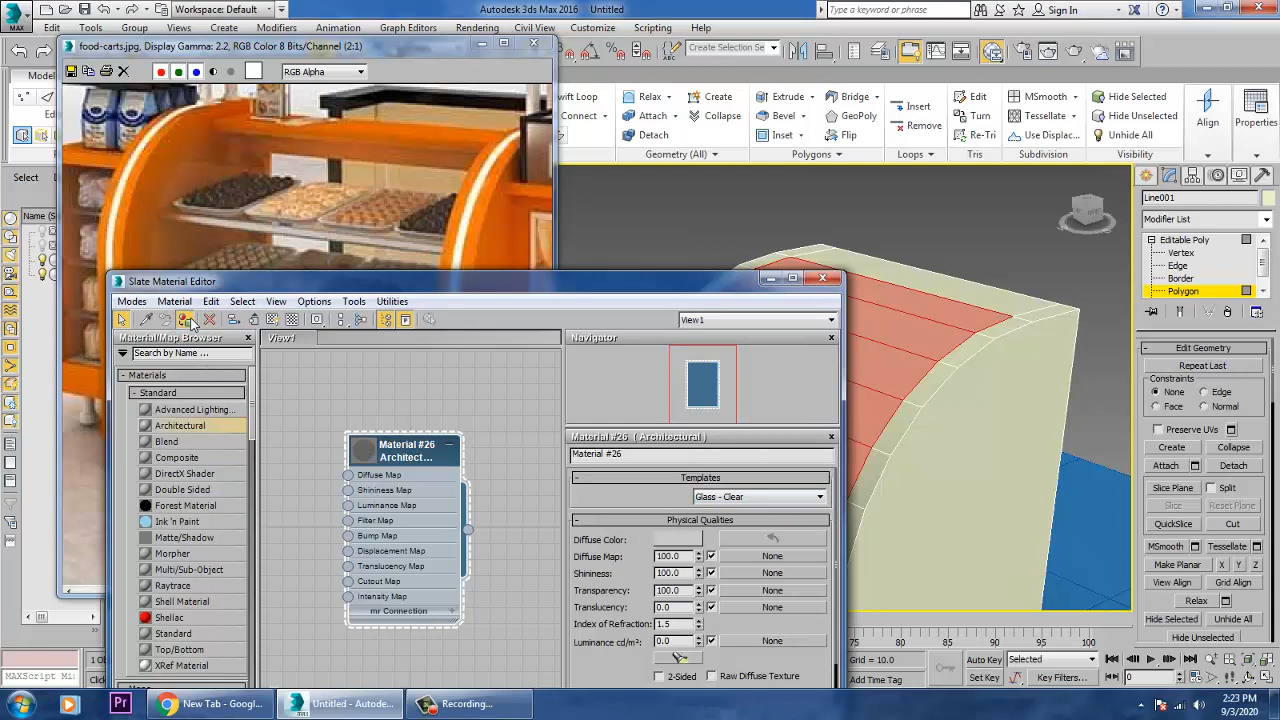 Workspace: Default
Autodesk 3ds Max 2016    Untitled
Type a keyword or phrase
Sign In
MAX
Edit Tools Group Views Create Modifiers Animation Graph Editors Rendering Customize Scripting Help
food-carts.jpg, Display Gamma: 2.2, RGB Color 8 Bits/Channel (2:1)
Create Selection Se
RGB Alpha
Swift Loop
Relax
Create
Attach
Collapse
Detach
Geometry (All)
Extrude
Bridge
Bevel
GeoPoly
Inset
Flip
Polygons
Insert
Remove
Loops
Edit
Turn
Re-Tri
Tris
MSmooth
Tessellate
Use Displac...
Subdivision
Hide Selected
Hide Unselected
Unhide All
Visibility
Align
Properties
Select
Line001
Modifier List
Editable Poly
Vertex
Edge
Border
Polygon
Slate Material Editor
Modes Material Edit Select View Options Tools Utilities
View1
Material/Map Browser
Search by Name ...
View1
Navigator
Materials
Standard
Advanced Lighting...
Architectural
Blend
Composite
DirectX Shader
Double Sided
Forest Material
Ink 'n Paint
Matte/Shadow
Morpher
Multi/Sub-Object
Raytrace
Shell Material
Shellac
Standard
Top/Bottom
XRef Material
Material #26
Architect...
Diffuse Map
Shininess Map
Luminance Map
Filter Map
Bump Map
Displacement Map
Translucency Map
Cutout Map
Intensity Map
mr Connection
Material #26 ( Architectural )
Material #26
Templates
Glass - Clear
Physical Qualities
Diffuse Color:
Diffuse Map: 100.0 None
Shininess: 100.0 None
Transparency: 100.0 None
Translucency: 0.0 None
Index of Refraction: 1.5
Luminance cd/m²: 0.0 None
2-Sided
Raw Diffuse Texture
Edit Geometry
Repeat Last
Constraints
None Edge
Face Normal
Preserve UVs
Create Collapse
Attach Detach
Slice Plane Split
Slice Reset Plane
QuickSlice Cut
MSmooth Tessellate
Make Planar X Y Z
View Align Grid Align
Relax
Hide Selected Unhide All
Hide Unselected
75 80 85 90 95 100
Grid = 10.0
Add Time Tag
Auto Key Selected
Set Key Key Filters...
0
MAXScript Mi
Pr
New Tab - Googl...
Untitled - Autode...
Recording...
2:23 PM
9/3/2020